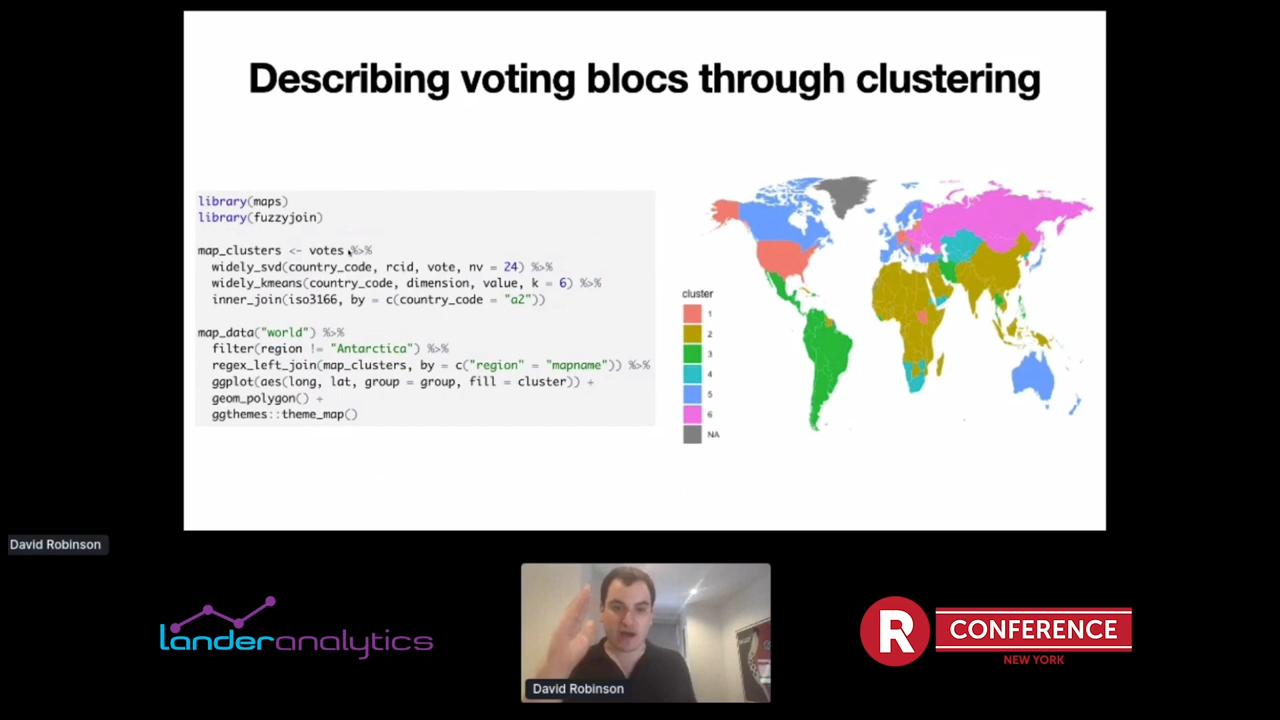 Describing voting blocs through clustering
library(maps)
library(fuzzyjoin)
map_clusters <- votes %>%
widely_svd(country_code, rcid, vote, nv = 24) %>%
widely_kmeans(country_code, dimension, value, k = 6) %>%
inner_join(iso3166, by = c(country_code = "a2"))
map_data("world") %>%
filter(region != "Antarctica") %>%
regex_left_join(map_clusters, by = c("region" = "mapname")) %>%
ggplot(aes(long, lat, group = group, fill = cluster)) +
geom_polygon() +
ggthemes::theme_map()
cluster
1
2
3
4
5
6
NA
David Robinson
landeranalytics
David Robinson
R CONFERENCE
NEW YORK